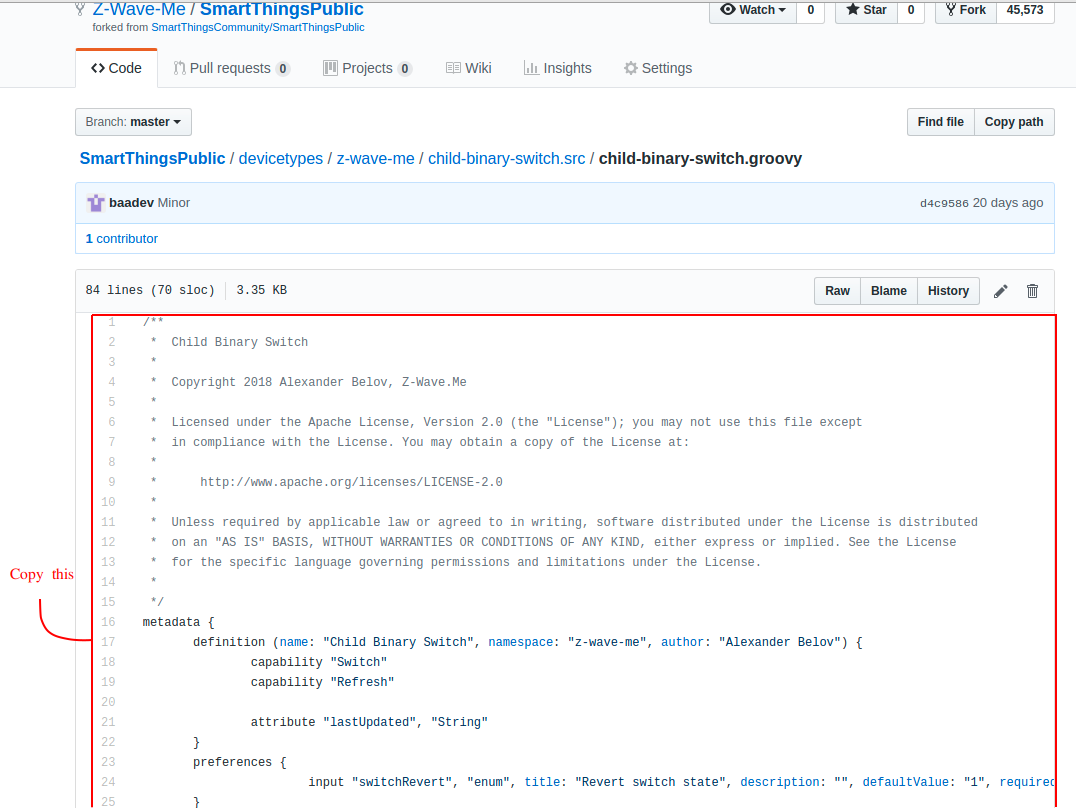 Z-Wave-Me / SmartThingsPublic
Watch 0 Star 0 Fork 45,573
forked from SmartThingsCommunity/SmartThingsPublic
Code Pull requests 0 Projects 0 Wiki Insights Settings
Branch: master Find file Copy path
SmartThingsPublic / devicetypes / z-wave-me / child-binary-switch.src / child-binary-switch.groovy
baadev Minor d4c9586 20 days ago
1 contributor
84 lines (70 sloc) 3.35 KB Raw Blame History
1 /**
2 * Child Binary Switch
3 *
4 * Copyright 2018 Alexander Belov, Z-Wave.Me
5 *
6 * Licensed under the Apache License, Version 2.0 (the "License"); you may not use this file except
7 * in compliance with the License. You may obtain a copy of the License at:
8 *
9 * http://www.apache.org/licenses/LICENSE-2.0
10 *
11 * Unless required by applicable law or agreed to in writing, software distributed under the License is distributed
12 * on an "AS IS" BASIS, WITHOUT WARRANTIES OR CONDITIONS OF ANY KIND, either express or implied. See the License
13 * for the specific language governing permissions and limitations under the License.
Copy this
14 *
15 */
16 metadata {
17 definition (name: "Child Binary Switch", namespace: "z-wave-me", author: "Alexander Belov") {
18 capability "Switch"
19 capability "Refresh"
20
21 attribute "lastUpdated", "String"
22 }
23 preferences {
24 input "switchRevert", "enum", title: "Revert switch state", description: "", defaultValue: "1", required
25 }